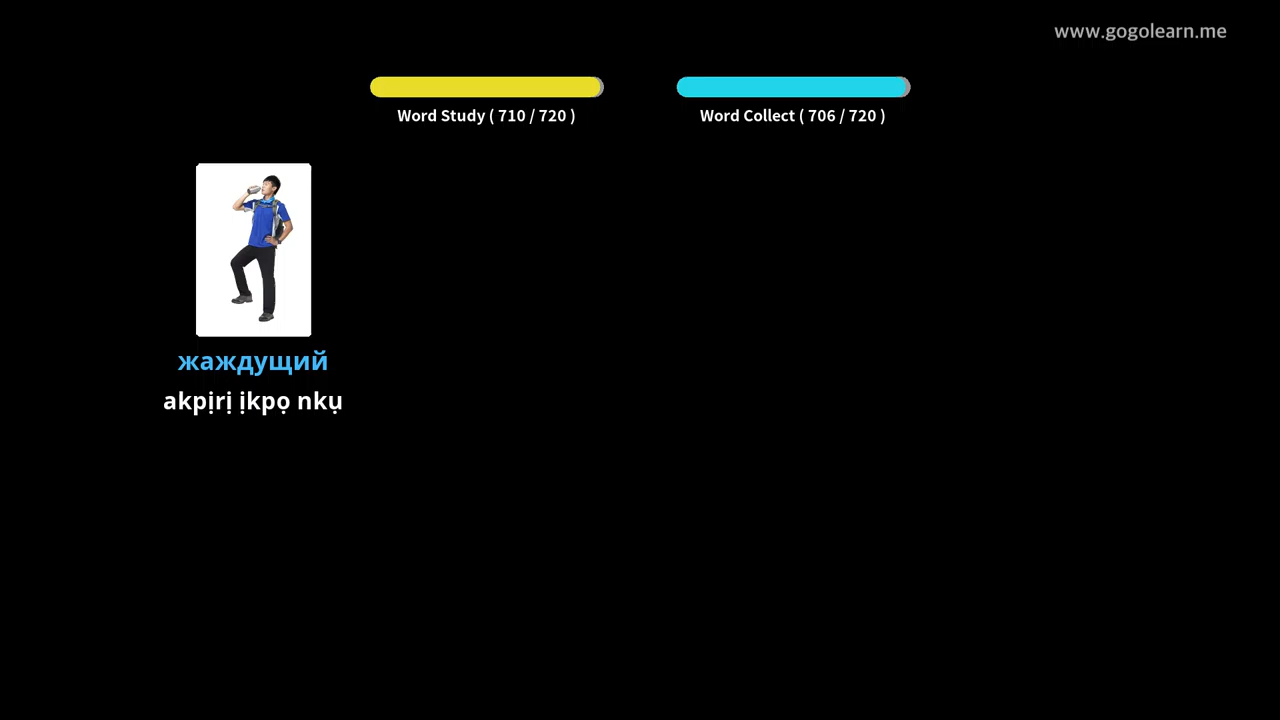 www.gogolearn.me
Word Study ( 710 / 720 )
Word Collect ( 706 / 720 )
жаждущий
akpịrị ịkpọ nkụ